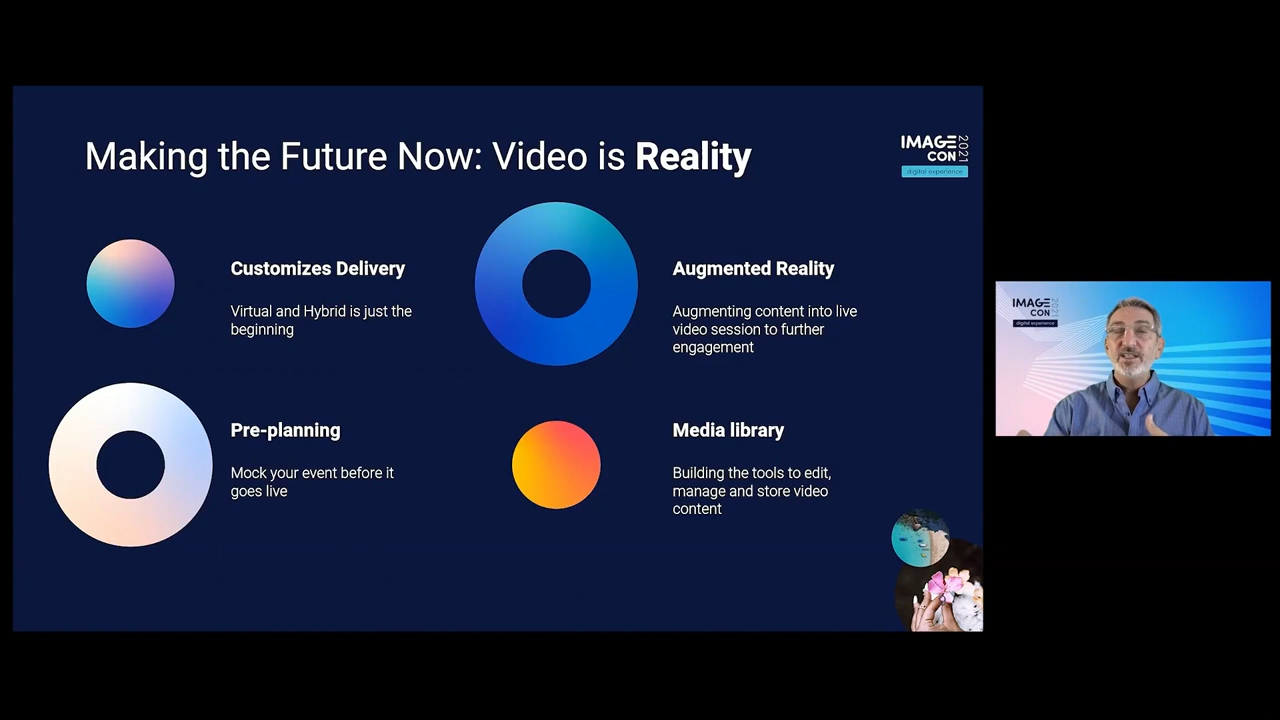 Making the Future Now: Video is Reality
IMAGE
CON
2021
digital experience
Customizes Delivery
Virtual and Hybrid is just the
beginning
Augmented Reality
Augmenting content into live
video session to further
engagement
Pre-planning
Mock your event before it
goes live
Media library
Building the tools to edit,
manage and store video
content
IMAGE
CON
2021
digital experience